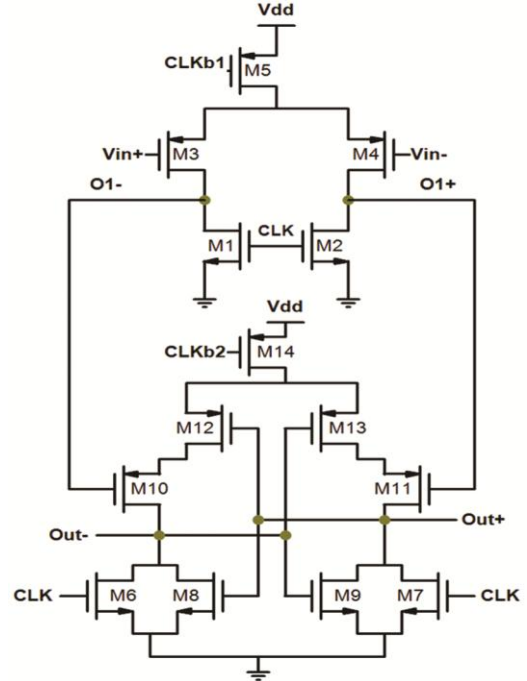 Vdd
CLKb1 M5
Vin+ M3 M4 Vin-
O1- O1+
M1 CLK M2
Vdd
CLKb2 M14
M12 M13
M10 M11
Out- Out+
CLK M6 M8 M9 M7 CLK